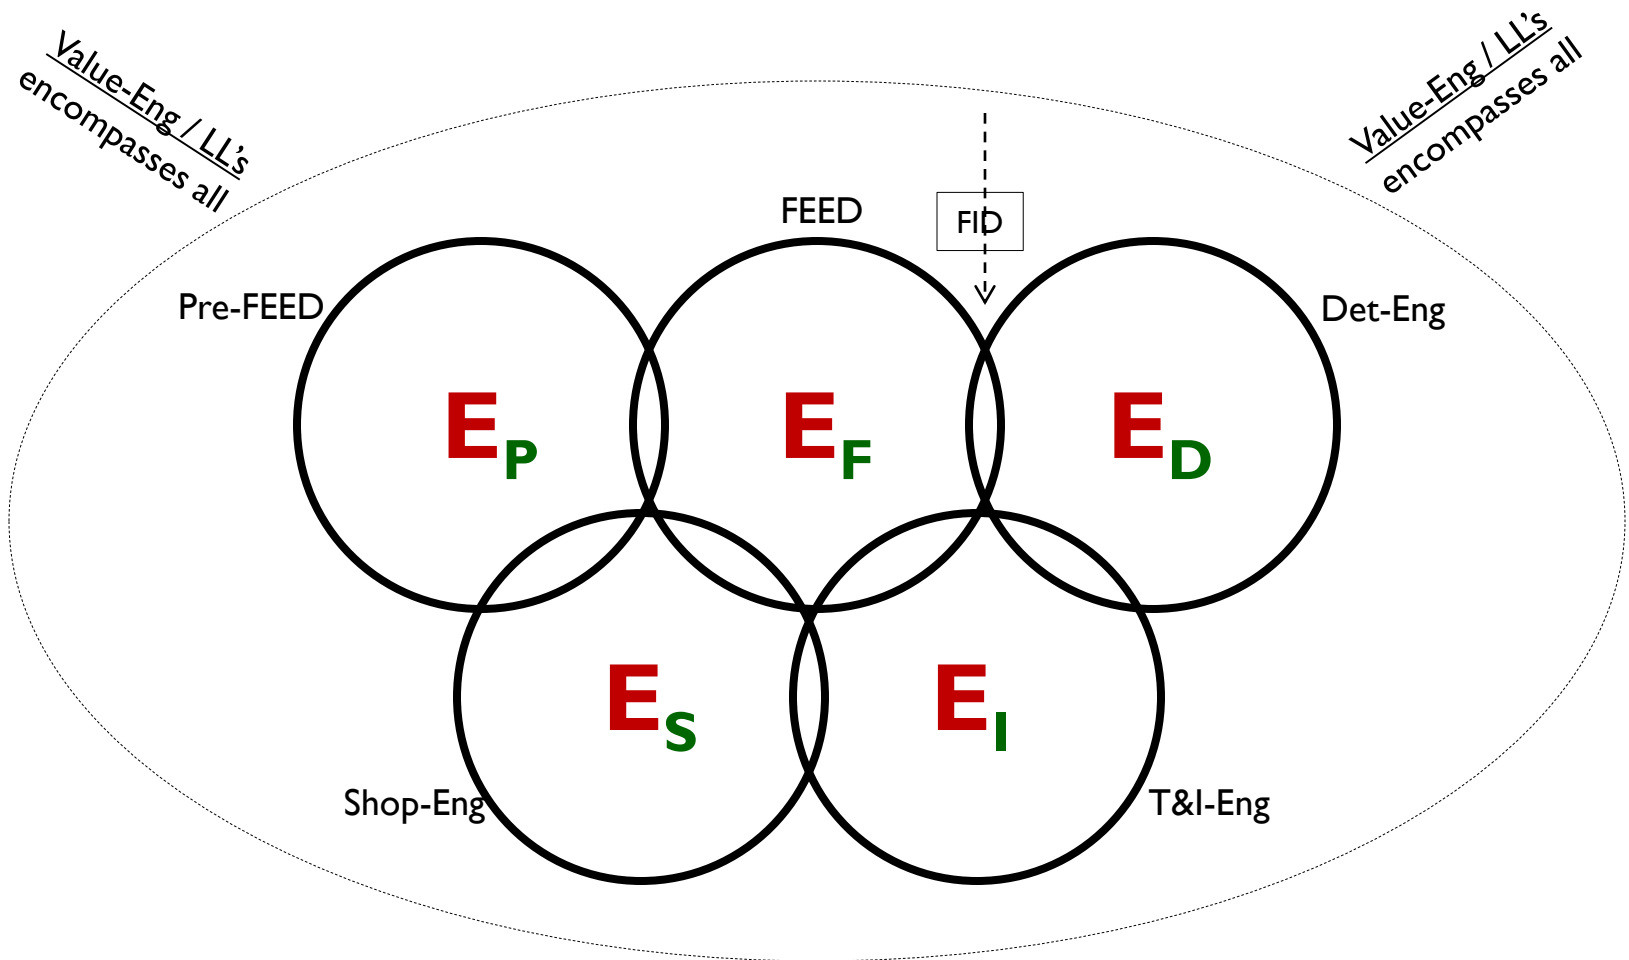 Value-Eng / LL's
encompasses all
Value-Eng / LL's
encompasses all
FEED
FID
Pre-FEED
Det-Eng
EP
EF
ED
ES
EI
Shop-Eng
T&I-Eng